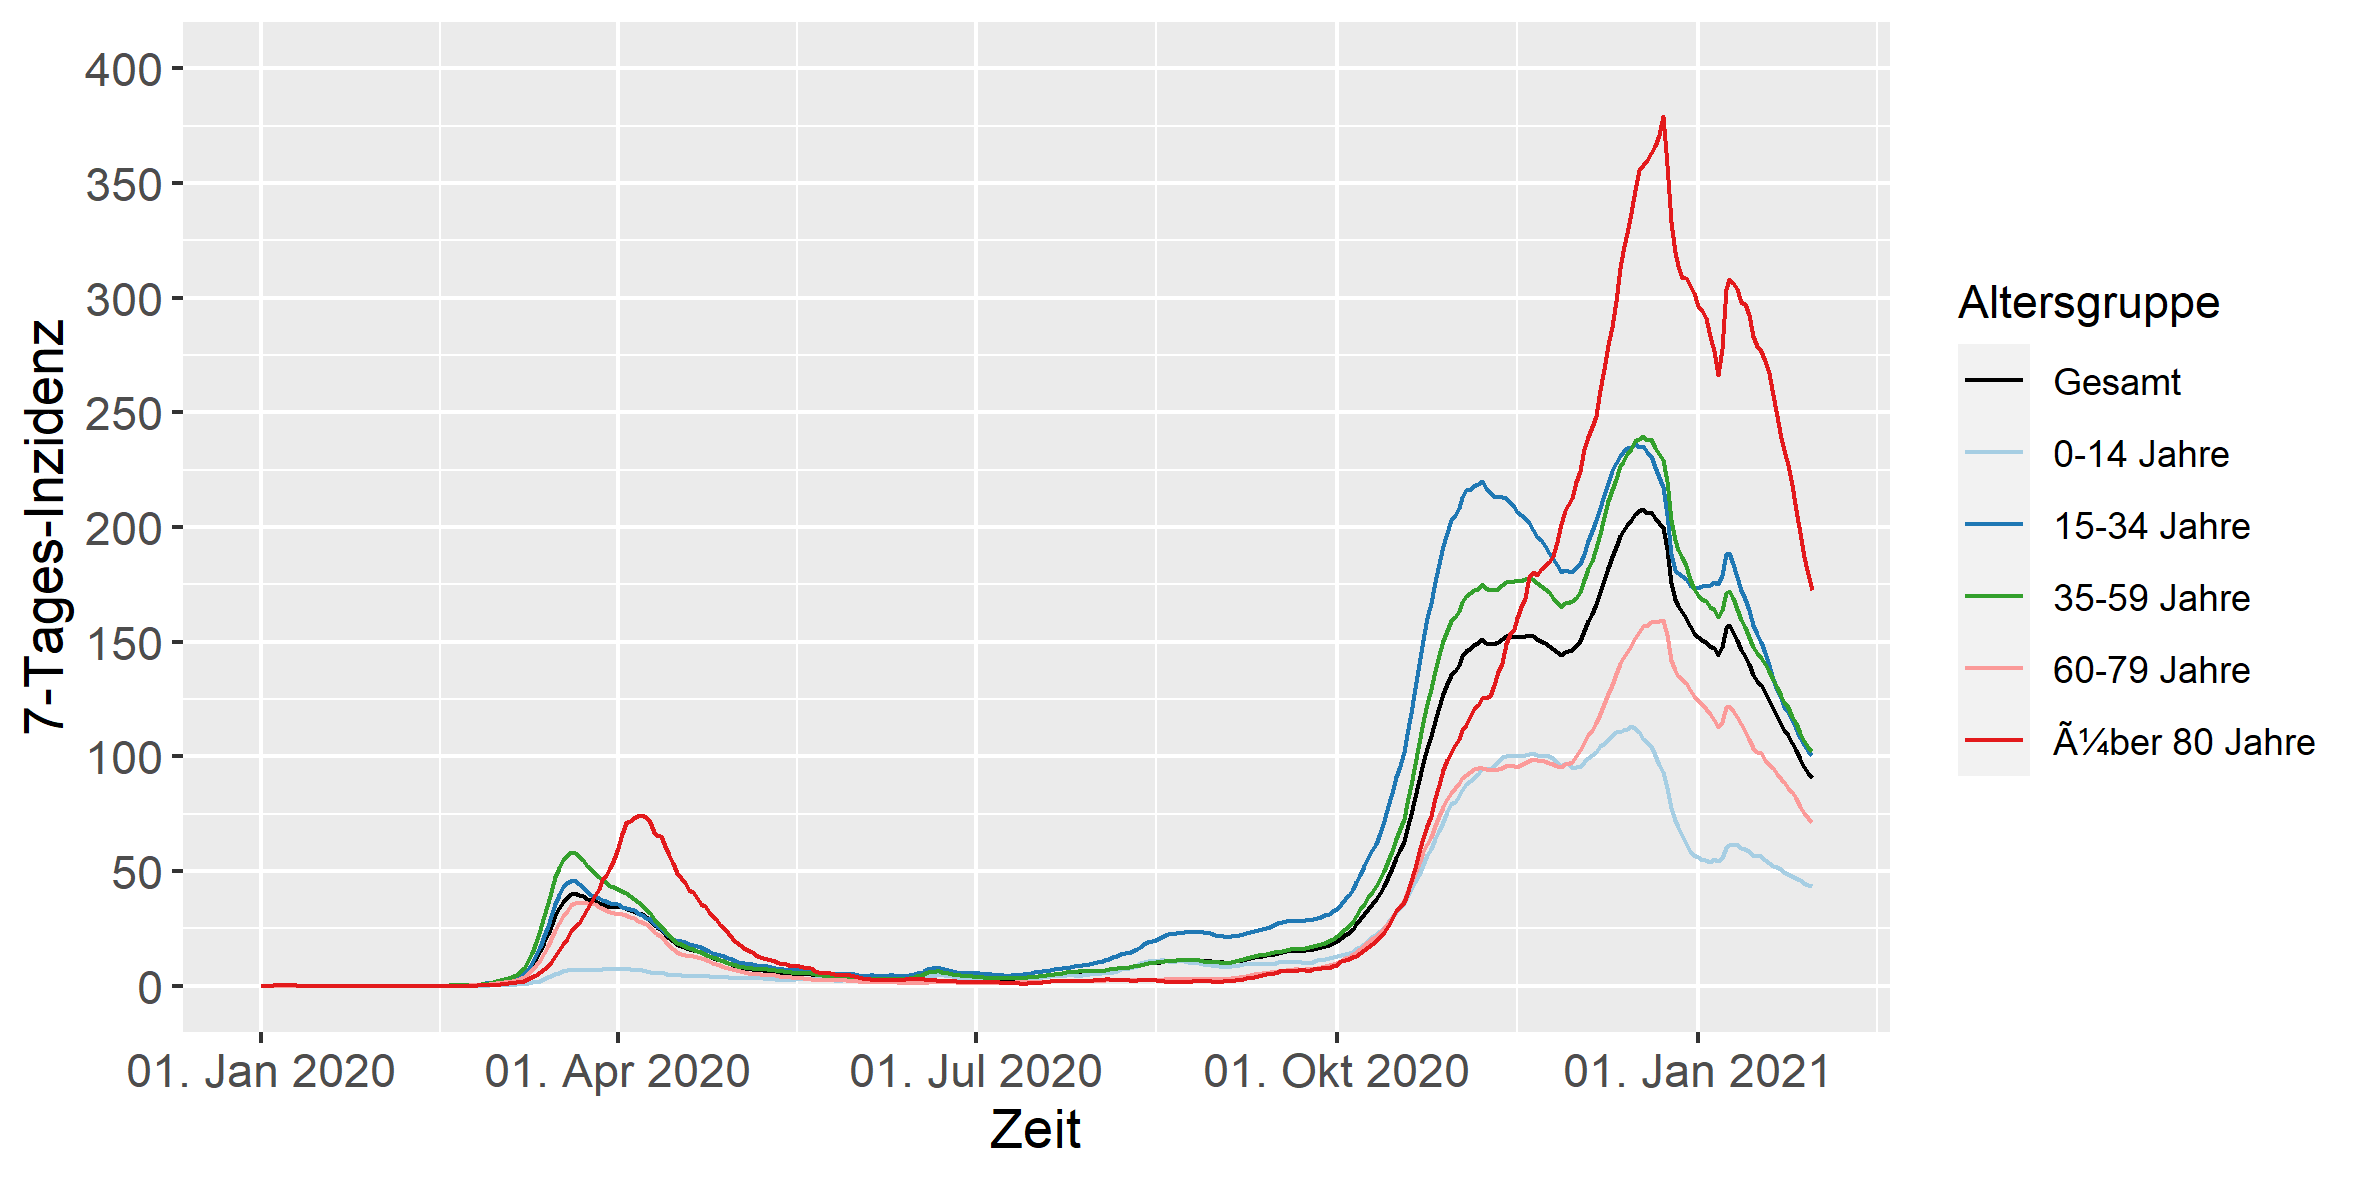 400
350
300
250
200
150
100
50
0
7-Tages-Inzidenz
01. Jan 2020
01. Apr 2020
01. Jul 2020
01. Okt 2020
01. Jan 2021
Zeit
Altersgruppe
Gesamt
0-14 Jahre
15-34 Jahre
35-59 Jahre
60-79 Jahre
Ã¼ber 80 Jahre